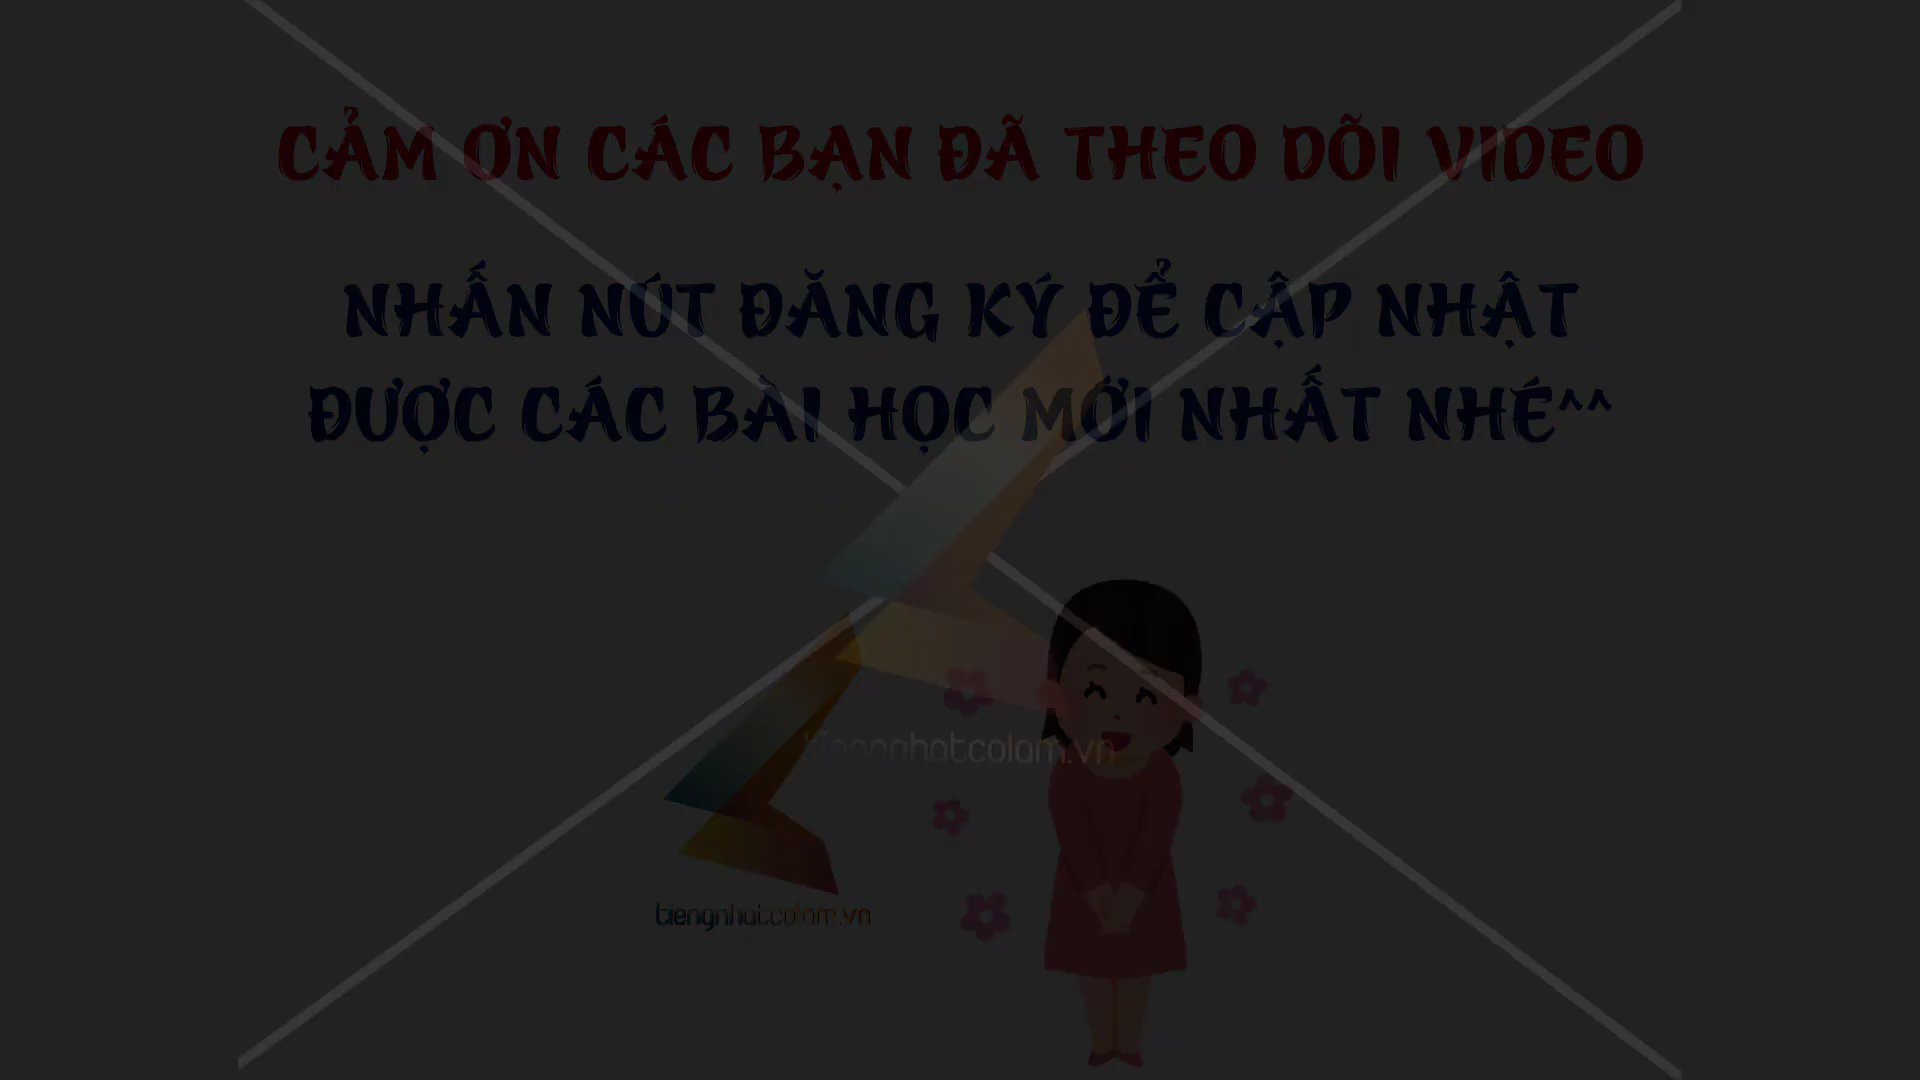 CẢM ƠN CÁC BẠN ĐÃ THEO DÕI VIDEO
NHẤN NÚT ĐĂNG KÝ ĐỂ CẬP NHẬT
ĐƯỢC CÁC BÀI HỌC MỚI NHẤT NHÉ^^
tiengnhatcolam.vn
tiengnhatcolam.vn